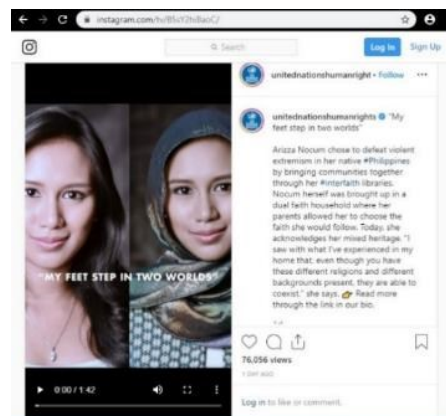 instagram.com/tv/B5cY2hiBaoC/
Search
Log In
Sign Up
unitednationshumanright • Follow
unitednationshumanrights "My
feet step in two worlds"
Arizza Nocum chose to defeat violent
extremism in her native #Philippines
by bringing communities together
through her #interfaith libraries.
Nocum herself was brought up in a
dual faith household where her
parents allowed her to choose the
faith she would follow. Today, she
acknowledges her mixed heritage. "I
saw with what I've experienced in my
home that, even though you have
these different religions and different
backgrounds present, they are able to
coexist," she says. 👉 Read more
through the link in our bio.
"MY FEET STEP IN TWO WORLDS"
0:00 / 1:42
76,056 views
1 DAY AGO
Log in to like or comment.